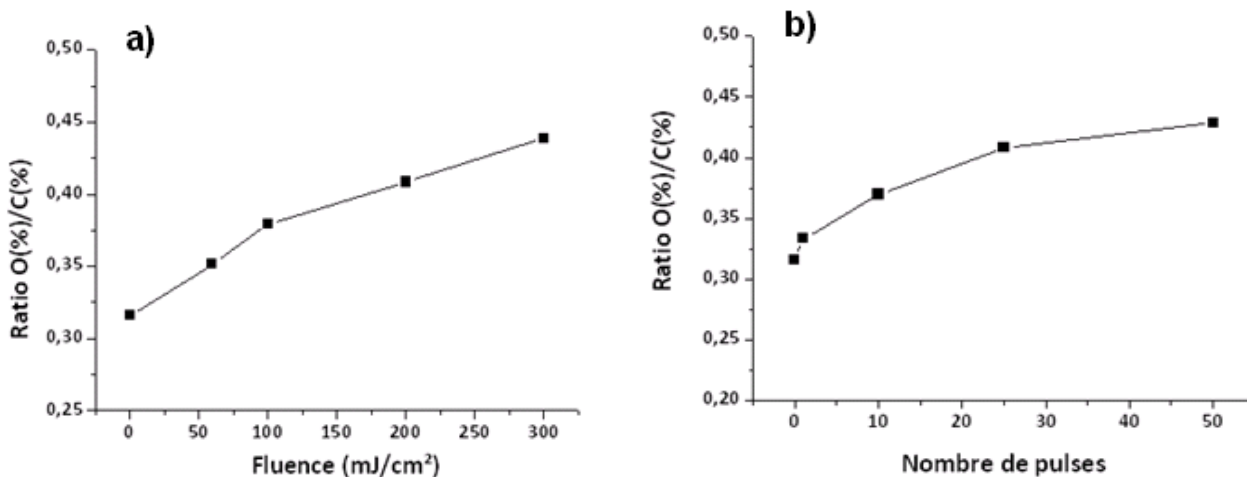 a)
0,50
0,45
0,40
0,35
0,30
0,25
Ratio O(%)/C(%)
0 50 100 150 200 250 300
Fluence (mJ/cm²)
b)
0,50
0,45
0,40
0,35
0,30
0,25
0,20
Ratio O(%)/C(%)
0 10 20 30 40 50
Nombre de pulses